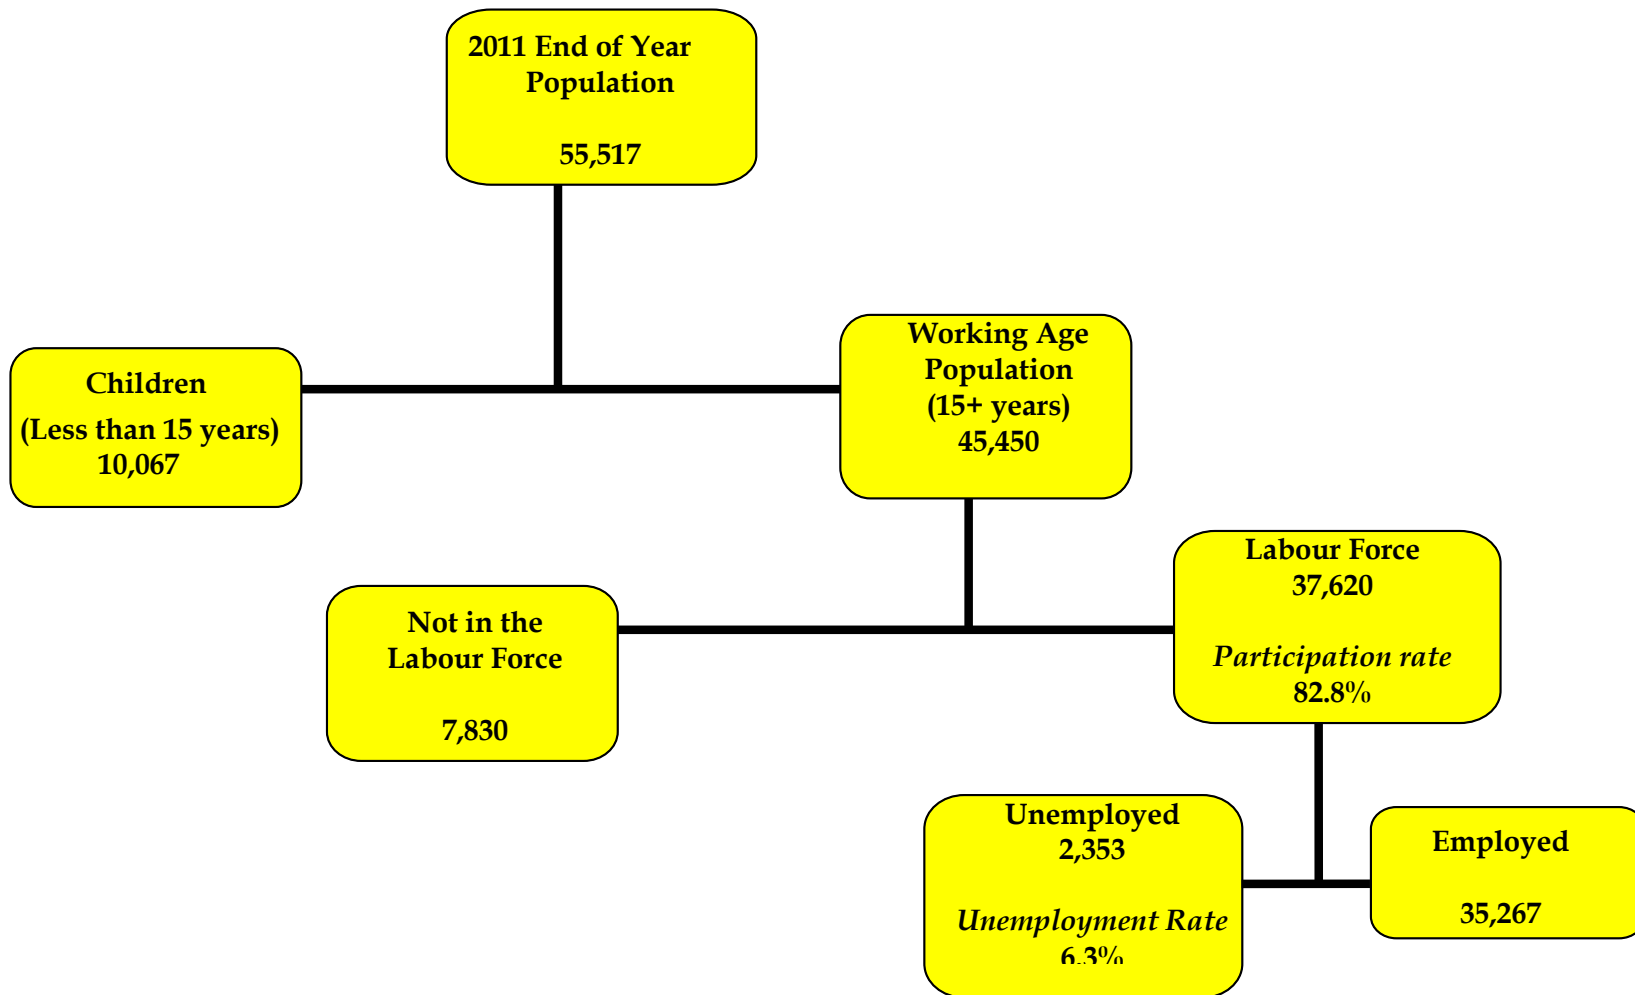 2011 End of Year
Population
55,517
Children
(Less than 15 years)
10,067
Working Age
Population
(15+ years)
45,450
Not in the
Labour Force
7,830
Labour Force
37,620
Participation rate
82.8%
Unemployed
2,353
Unemployment Rate
6.3%
Employed
35,267